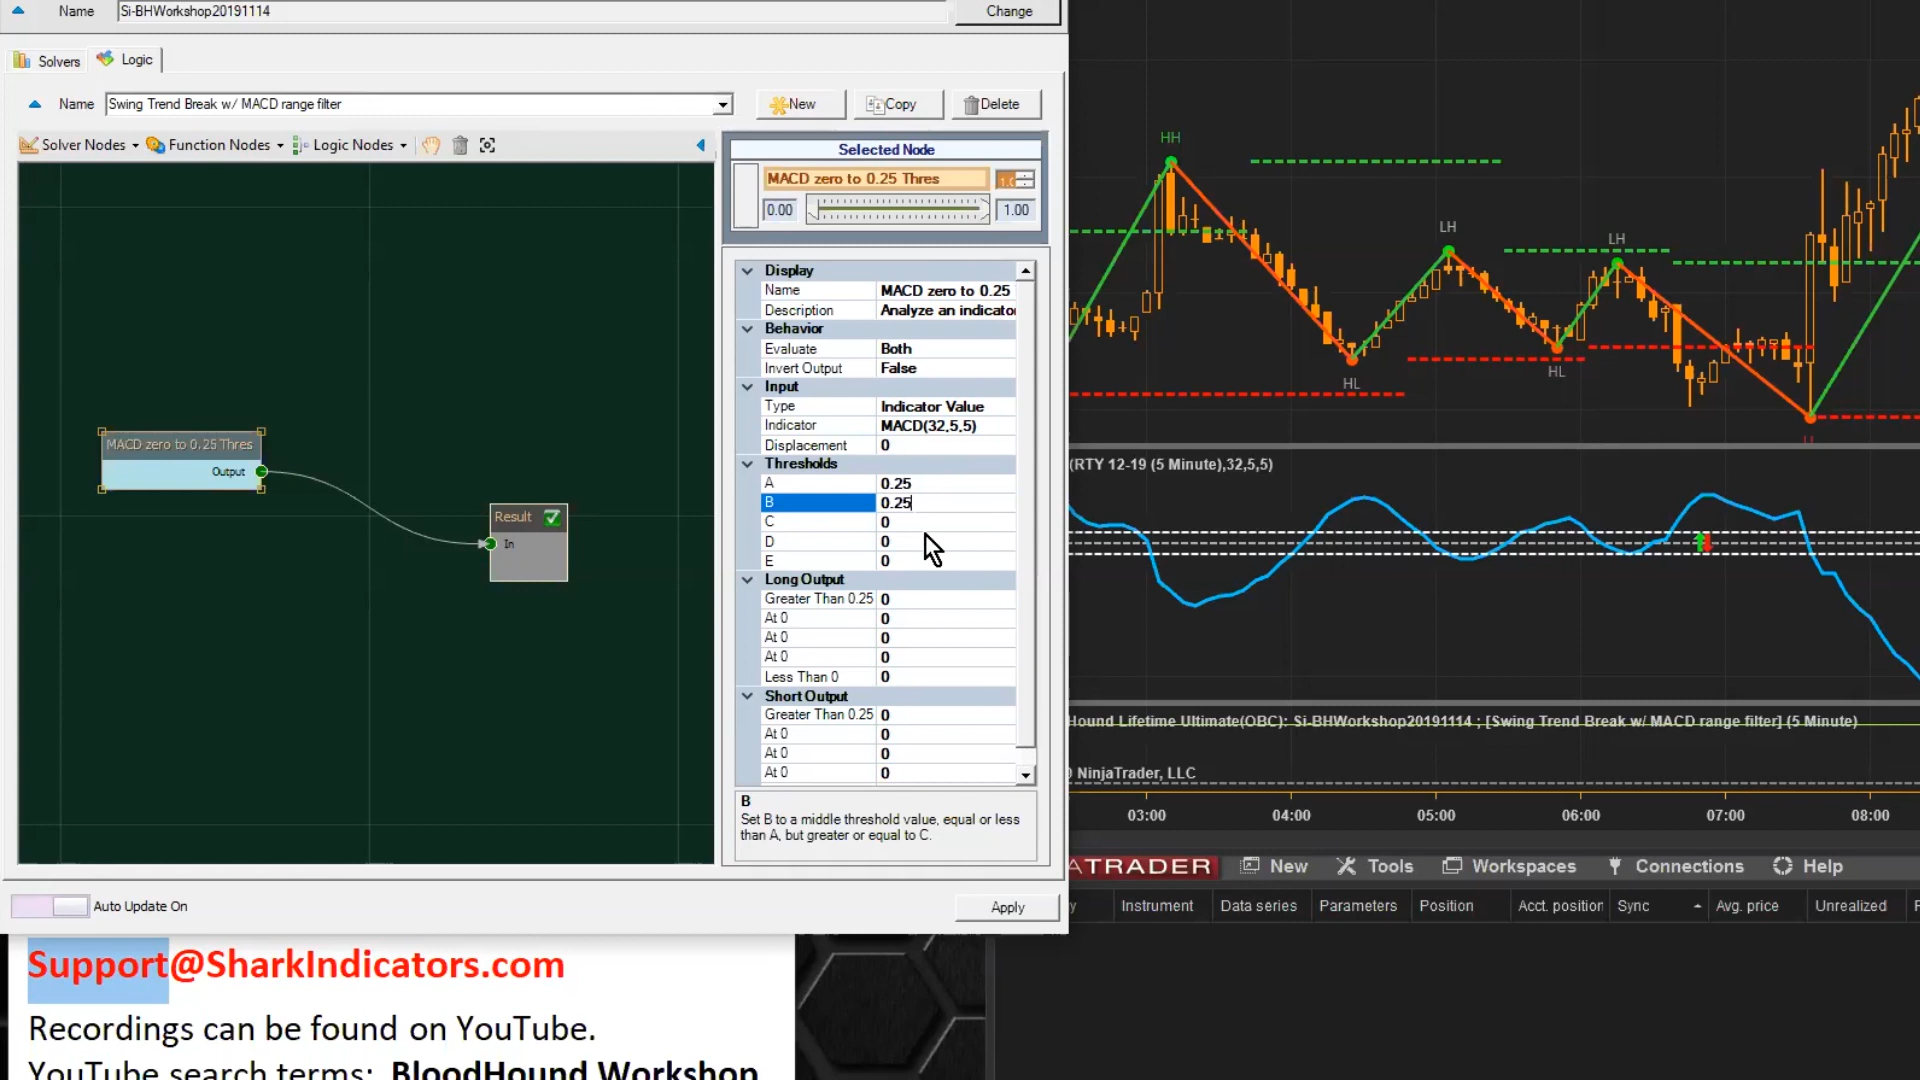 Name Si-BHWorkshop20191114 Change
Solvers Logic
Name Swing Trend Break w/ MACD range filter New Copy Delete
Solver Nodes Function Nodes Logic Nodes
Selected Node
MACD zero to 0.25 Thres
0.00 1.00
Display
Name MACD zero to 0.25
Description Analyze an indicator
Behavior
Evaluate Both
Invert Output False
Input
Type Indicator Value
Indicator MACD(32,5,5)
Displacement 0
Thresholds
A 0.25
B 0.25
C 0
D 0
E 0
Long Output
Greater Than 0.25 0
At 0 0
At 0 0
At 0 0
Less Than 0 0
Short Output
Greater Than 0.25 0
At 0 0
At 0 0
At 0 0
B
Set B to a middle threshold value, equal or less
than A, but greater or equal to C.
MACD zero to 0.25 Thres
Output
Result
In
Auto Update On
Apply
HH
LH
LH
HL
HL
(RTY 12-19 (5 Minute),32,5,5)
Hound Lifetime Ultimate(OBC): Si-BHWorkshop20191114 ; [Swing Trend Break w/ MACD range filter] (5 Minute)
NinjaTrader, LLC
03:00 04:00 05:00 06:00 07:00 08:00
ATRADER New Tools Workspaces Connections Help
Instrument Data series Parameters Position Acct. position Sync Avg. price Unrealized
Support@SharkIndicators.com
Recordings can be found on YouTube.
YouTube search terms: BloodHound Workshop